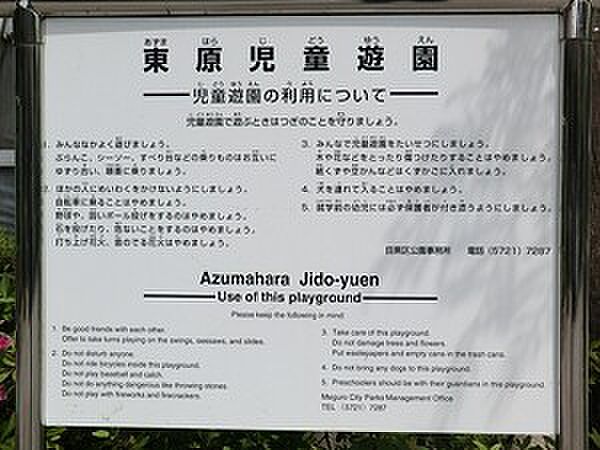 あずま はら じ どう ゆう えん
東原児童遊園
児童遊園の利用について
児童遊園で遊ぶときはつぎのことを守りましょう。
1. みんななかよく遊びましょう。
ぶらんこ、シーソー、すべり台などの乗りものはお互いに
ゆずり合い、順番に乗りましょう。
2. ほかの人にめいわくをかけないようにしましょう。
自転車に乗ることはやめましょう。
野球や、固いボール投げをするのはやめましょう。
石を投げたり、危ないことをするのはやめましょう。
打ち上げ花火、音のでる花火はやめましょう。
3. みんなで児童遊園をたいせつにしましょう。
木や花などをとったり傷つけたりすることはやめましょう。
紙くずや空かんなどはくずかごに入れましょう。
4. 犬を連れて入ることはやめましょう。
5. 就学前の幼児には必ず保護者が付き添うようにしましょう。
目黒区公園事務所 電話(5721)7287
Azumahara Jido-yuen
Use of this playground
Please keep the following in mind
1. Be good friends with each other.
Offer to take turns playing on the swings, seesaws, and slides.
2. Do not disturb anyone.
Do not ride bicycles inside this playground.
Do not play baseball and catch.
Do not do anything dangerous like throwing stones.
Do not play with fireworks and firecrackers.
3. Take care of this playground.
Do not damage trees and flowers.
Put wastepapers and empty cans in the trash cans.
4. Do not bring any dogs to this playground.
5. Preschoolers should be with their guardians in this playground.
Meguro City Parks Management Office
TEL (5721) 7287